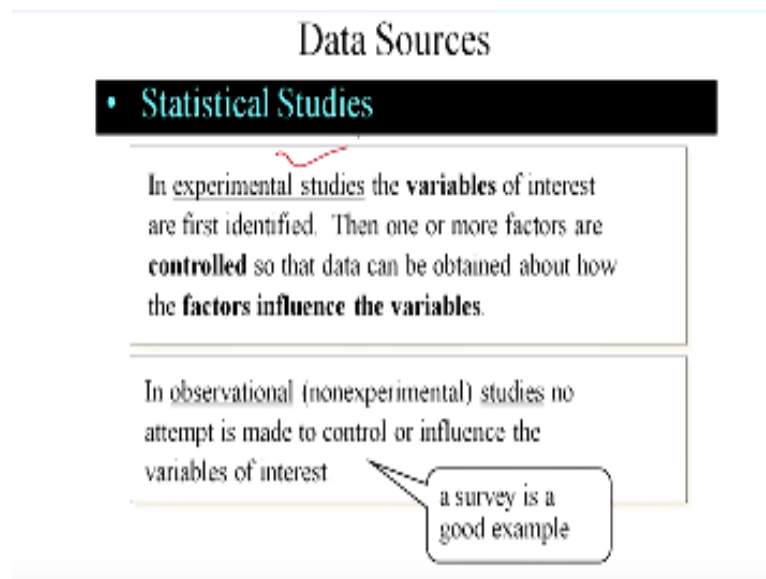 Data Sources
• Statistical Studies
In experimental studies the variables of interest
are first identified. Then one or more factors are
controlled so that data can be obtained about how
the factors influence the variables.
In observational (nonexperimental) studies no
attempt is made to control or influence the
variables of interest
a survey is a
good example